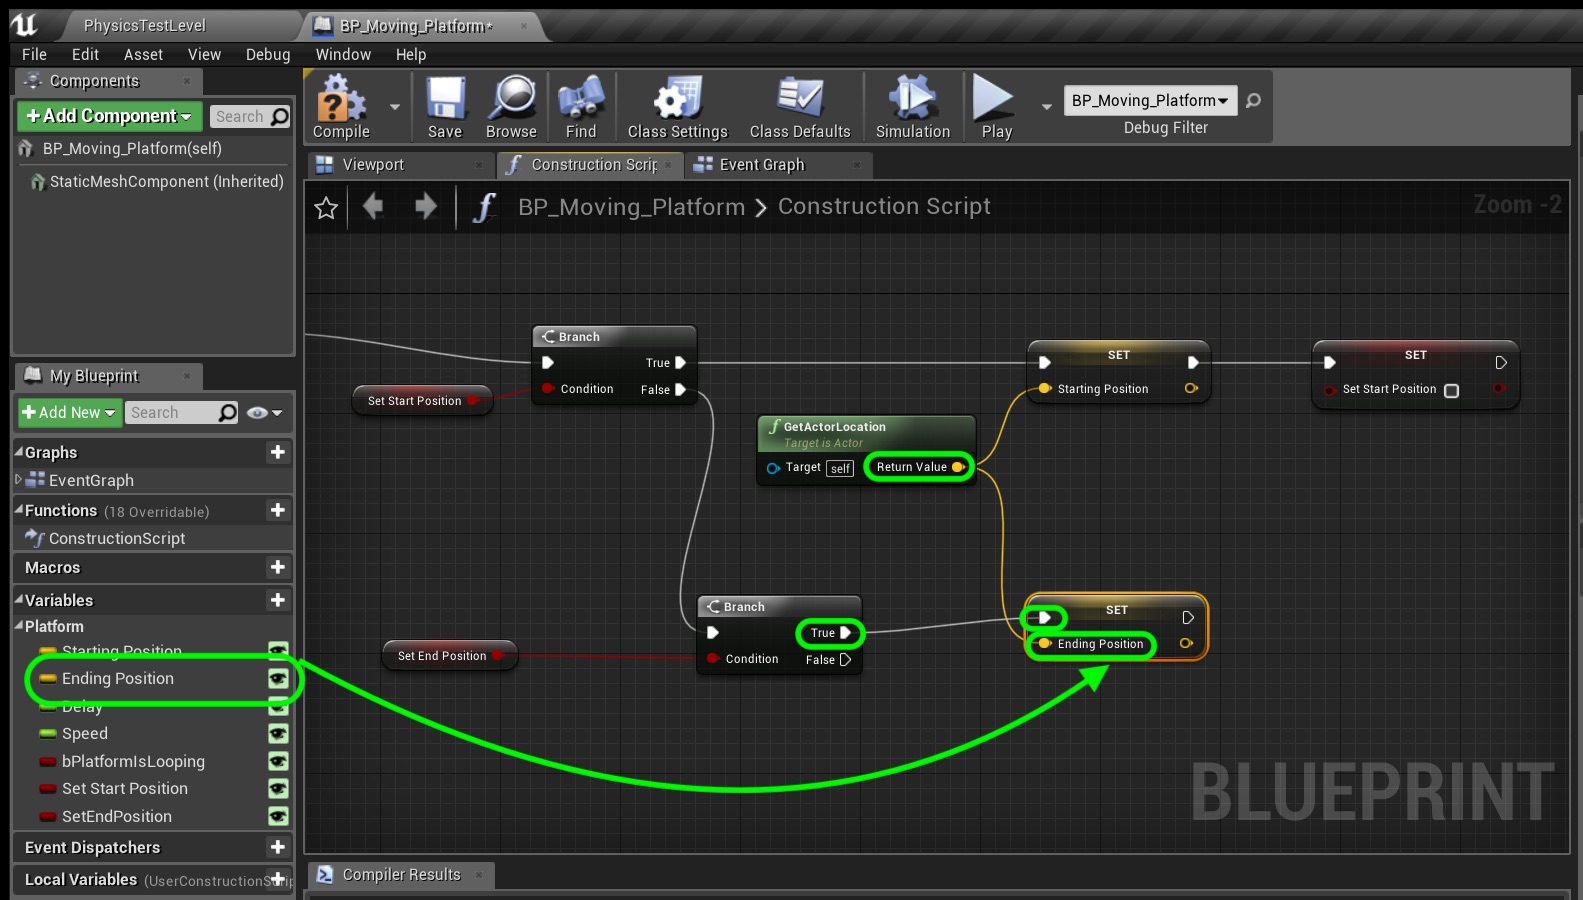 PhysicsTestLevel
BP_Moving_Platform*
File Edit Asset View Debug Window Help
Components
+Add Component
Search
BP_Moving_Platform(self)
StaticMeshComponent (Inherited)
Compile
Save
Browse
Find
Class Settings
Class Defaults
Simulation
Play
BP_Moving_Platform
Debug Filter
Viewport
Construction Scrip
Event Graph
BP_Moving_Platform > Construction Script
Zoom -2
My Blueprint
+Add New
Search
Graphs
EventGraph
Functions (18 Overridable)
ConstructionScript
Macros
Variables
Platform
Starting Position
Ending Position
Delay
Speed
bPlatformIsLooping
Set Start Position
SetEndPosition
Event Dispatchers
Local Variables (UserConstructionScrip
Branch
True
Condition
False
Set Start Position
GetActorLocation
Target is Actor
Target self
Return Value
SET
Starting Position
SET
Set Start Position
Branch
True
Condition
False
Set End Position
SET
Ending Position
BLUEPRINT
Compiler Results